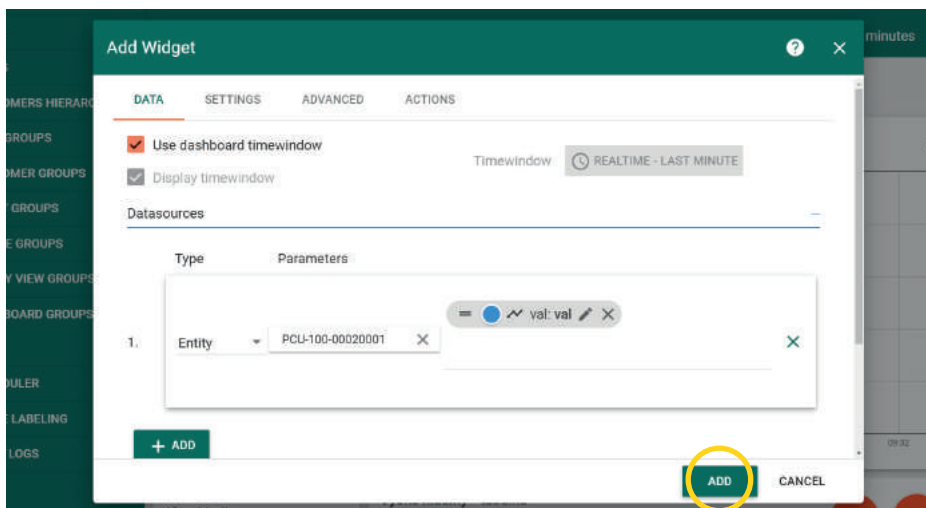 minutes
Add Widget
?
OMERS HIERARC
DATA SETTINGS ADVANCED ACTIONS
GROUPS
Use dashboard timewindow
Timewindow REALTIME - LAST MINUTE
OMER GROUPS
Display timewindow
GROUPS
Datasources
E GROUPS
Type Parameters
Y VIEW GROUPS
BOARD GROUPS
val: val
1. Entity PCU-100-00020001
DULER
LABELING
+ ADD
LOGS
09:32
ADD CANCEL